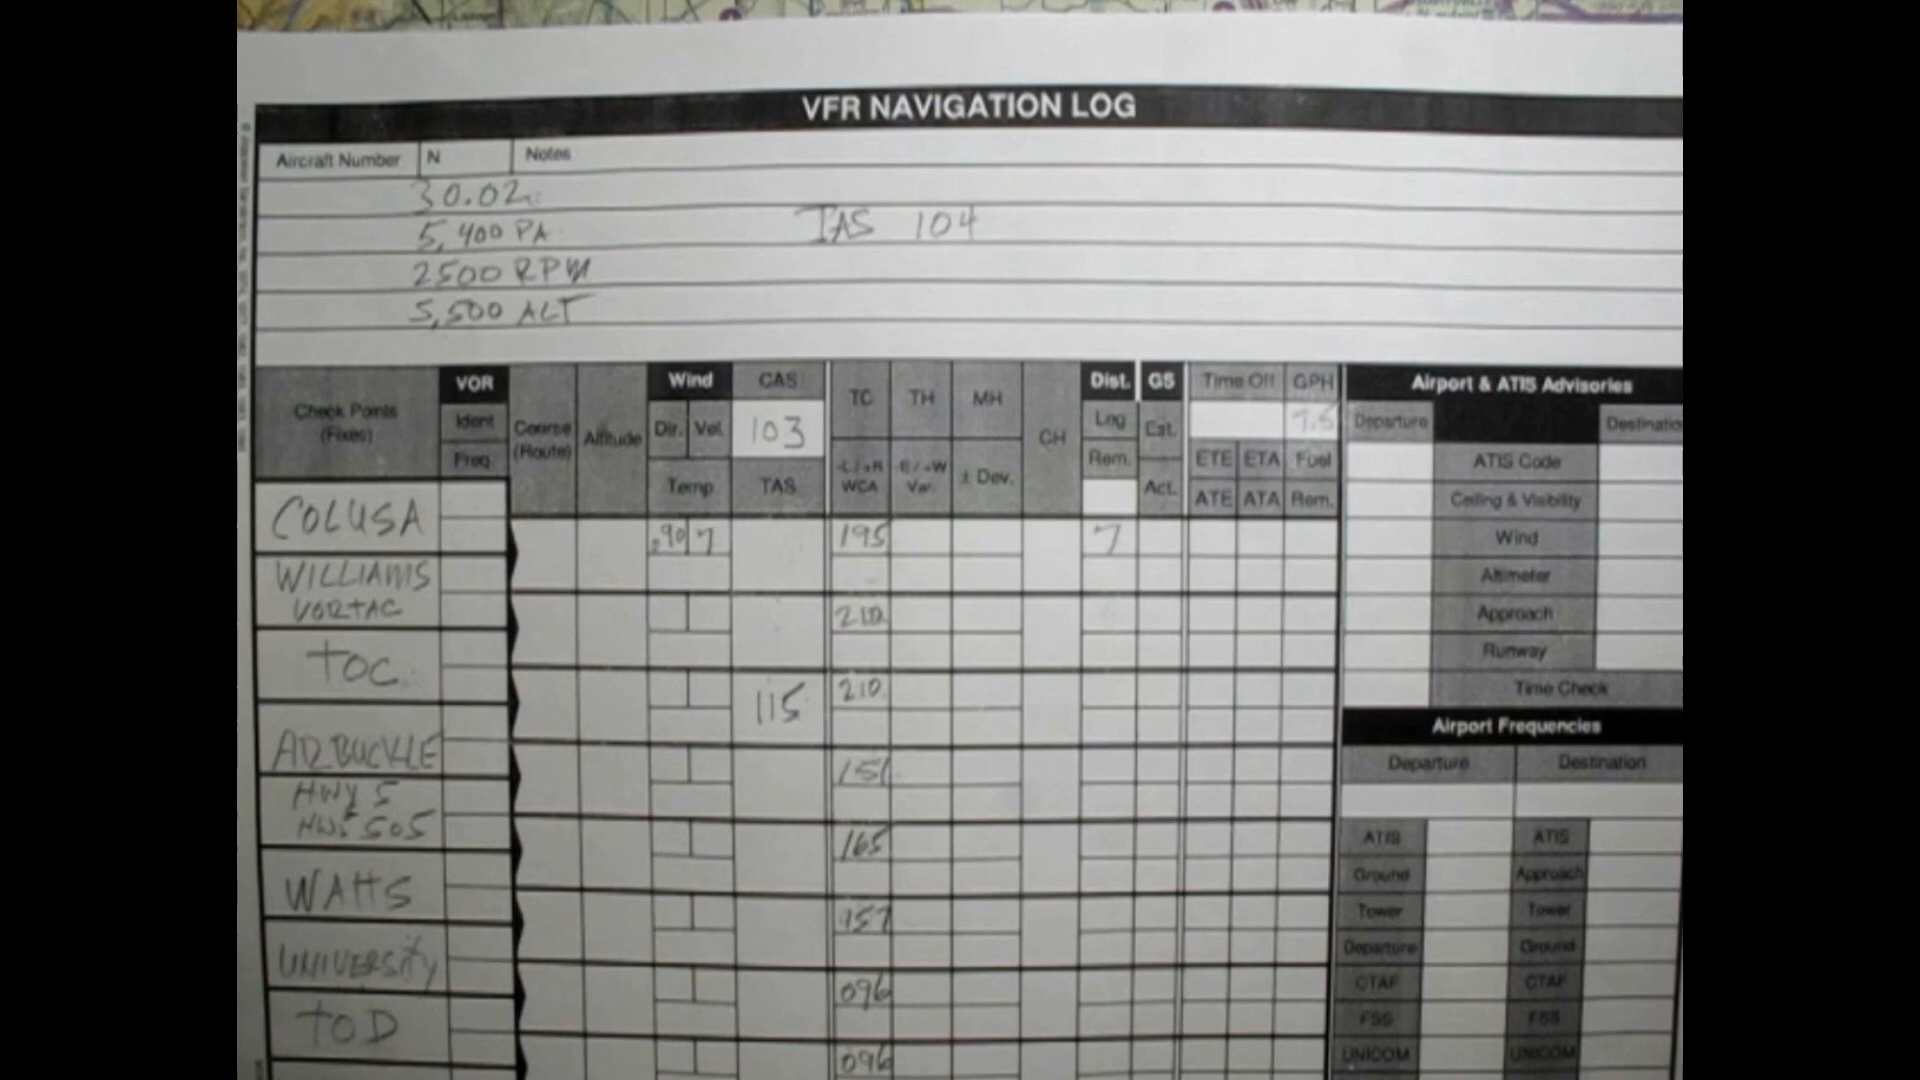 VFR NAVIGATION LOG
Aircraft Number N Notes
30.02
5,400 PA
IAS 104
2500 RPM
5,500 ALT
Check Points
(Fixes)
VOR
Ident
Freq
Course
(Route)
Altitude
Wind
Dir. Vel.
Temp
CAS
103
TAS
TC
-L/+R
WCA
TH
-E/+W
Var.
MH
± Dev.
CH
Dist.
Leg
Rem.
GS
Est.
Act.
Time Off GPH
7.5
ETE ETA Fuel
ATE ATA Rem.
COLUSA
90 7 195 7
WILLIAMS
VORTAC
210
TOC
115 210
ARBUCKLE
151
HWY 5
HWY 505
165
WATTS
157
UNIVERSITY
096
TOD
096
Airport & ATIS Advisories
Departure Destinatio
ATIS Code
Ceiling & Visibility
Wind
Altimeter
Approach
Runway
Time Check
Airport Frequencies
Departure Destination
ATIS ATIS
Ground Approach
Tower Tower
Departure Ground
CTAF CTAF
FSS FSS
UNICOM UNICOM